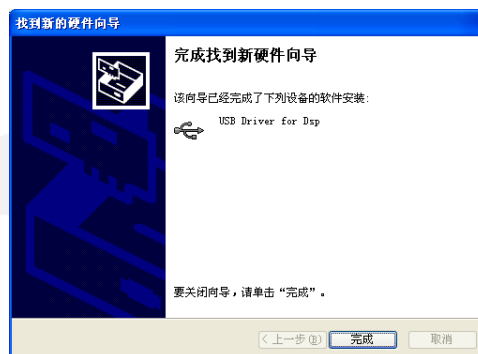 找到新的硬件向导
完成找到新硬件向导
该向导已经完成了下列设备的软件安装:
USB Driver for Dsp
要关闭向导，请单击“完成”。
<上一步(B) 完成 取消